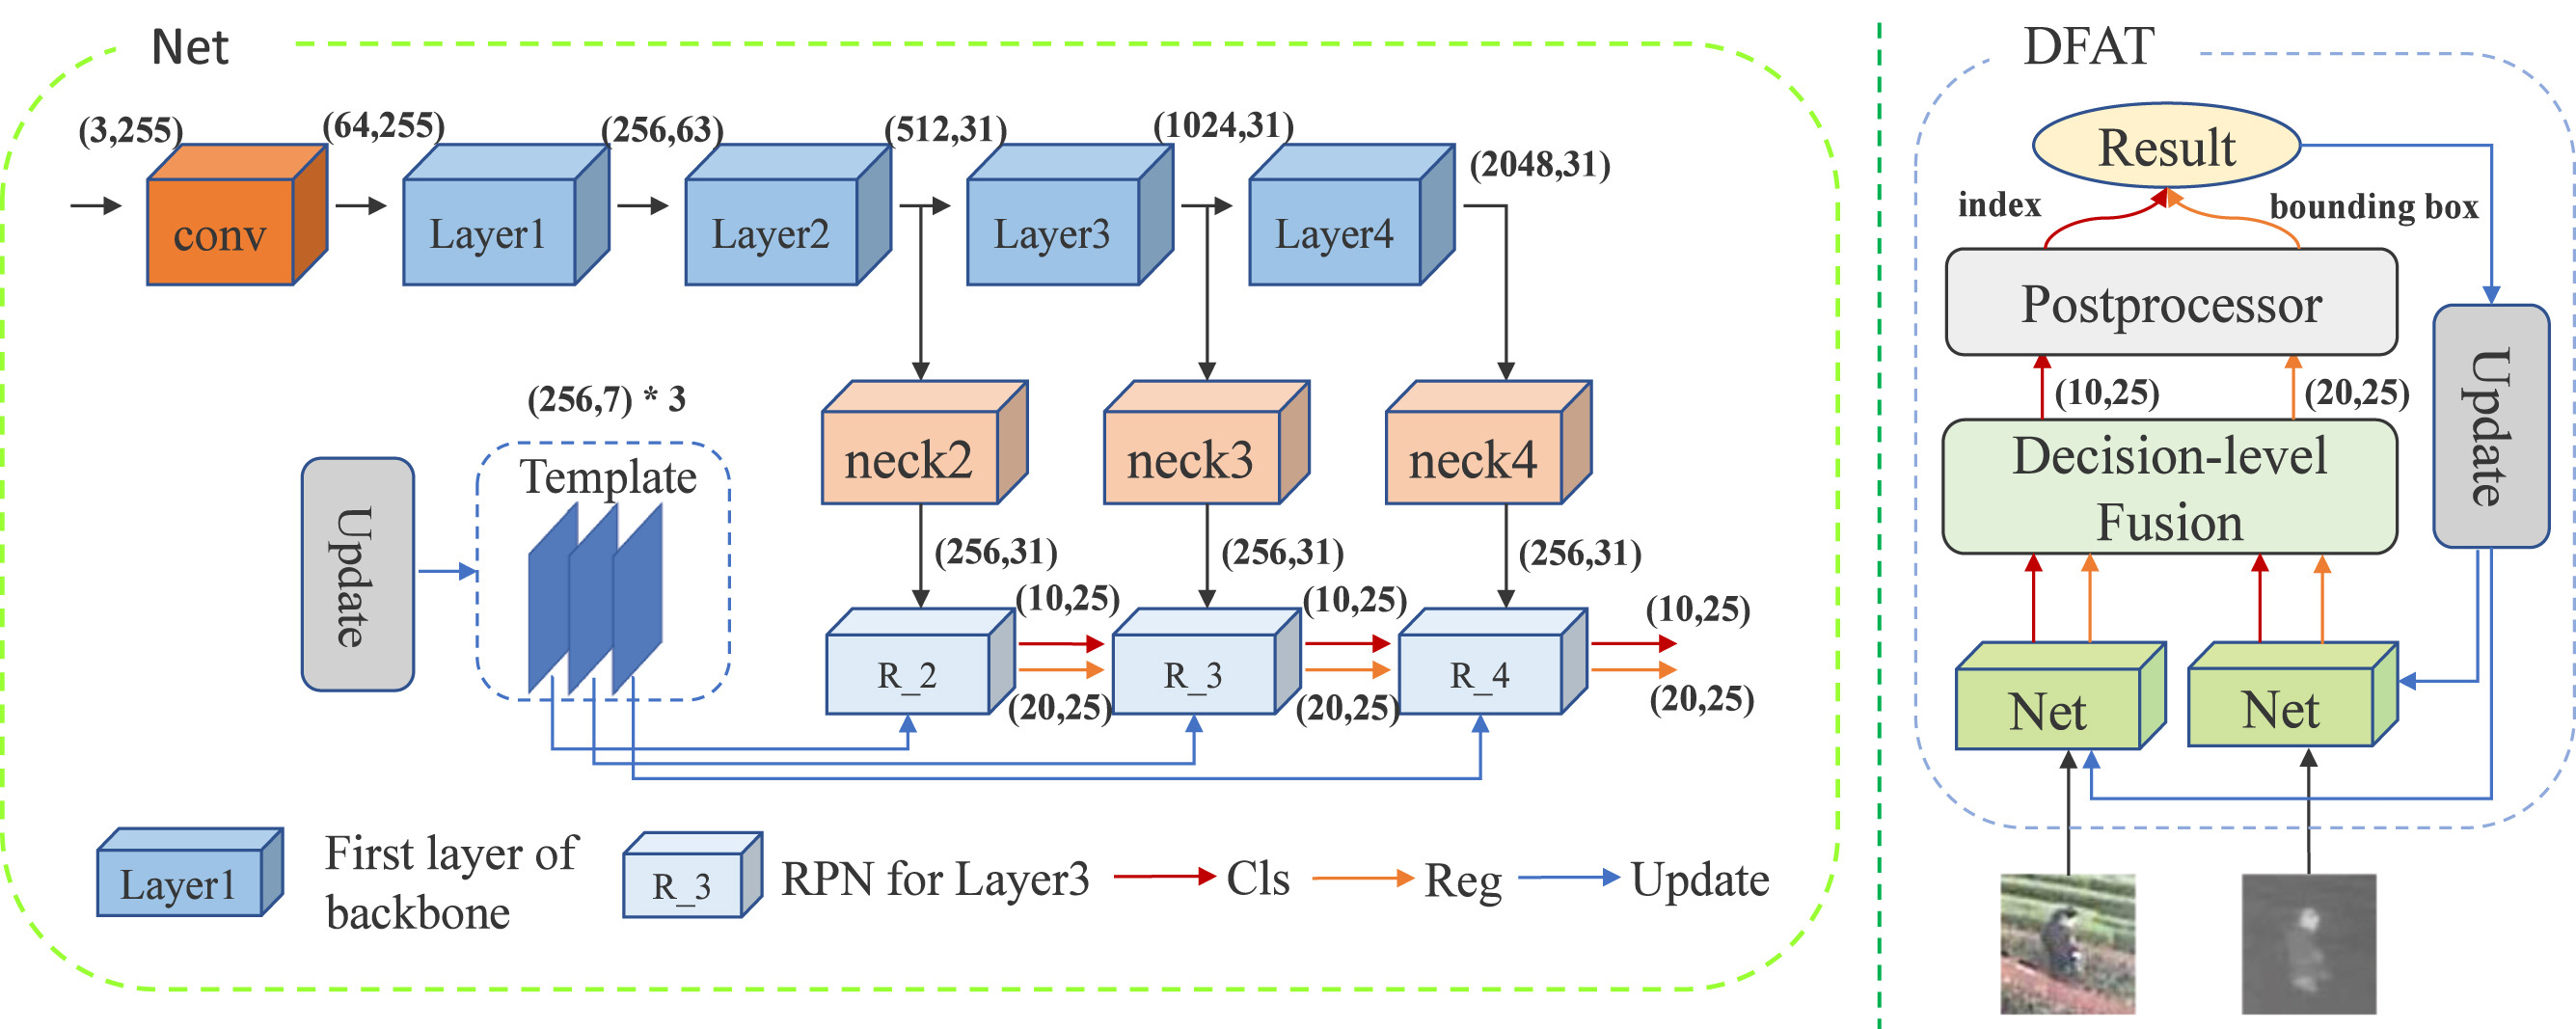 Net
(3,255)
(64,255)
(256,63)
(512,31)
(1024,31)
(2048,31)
conv
Layer1
Layer2
Layer3
Layer4
(256,7) * 3
Template
Update
neck2
neck3
neck4
(256,31)
(256,31)
(256,31)
(10,25)
(10,25)
(10,25)
R_2
R_3
R_4
(20,25)
(20,25)
(20,25)
Layer1
First layer of
backbone
R_3
RPN for Layer3
Cls
Reg
Update
DFAT
Result
index
bounding box
Postprocessor
Update
(10,25)
(20,25)
Decision-level
Fusion
Net
Net